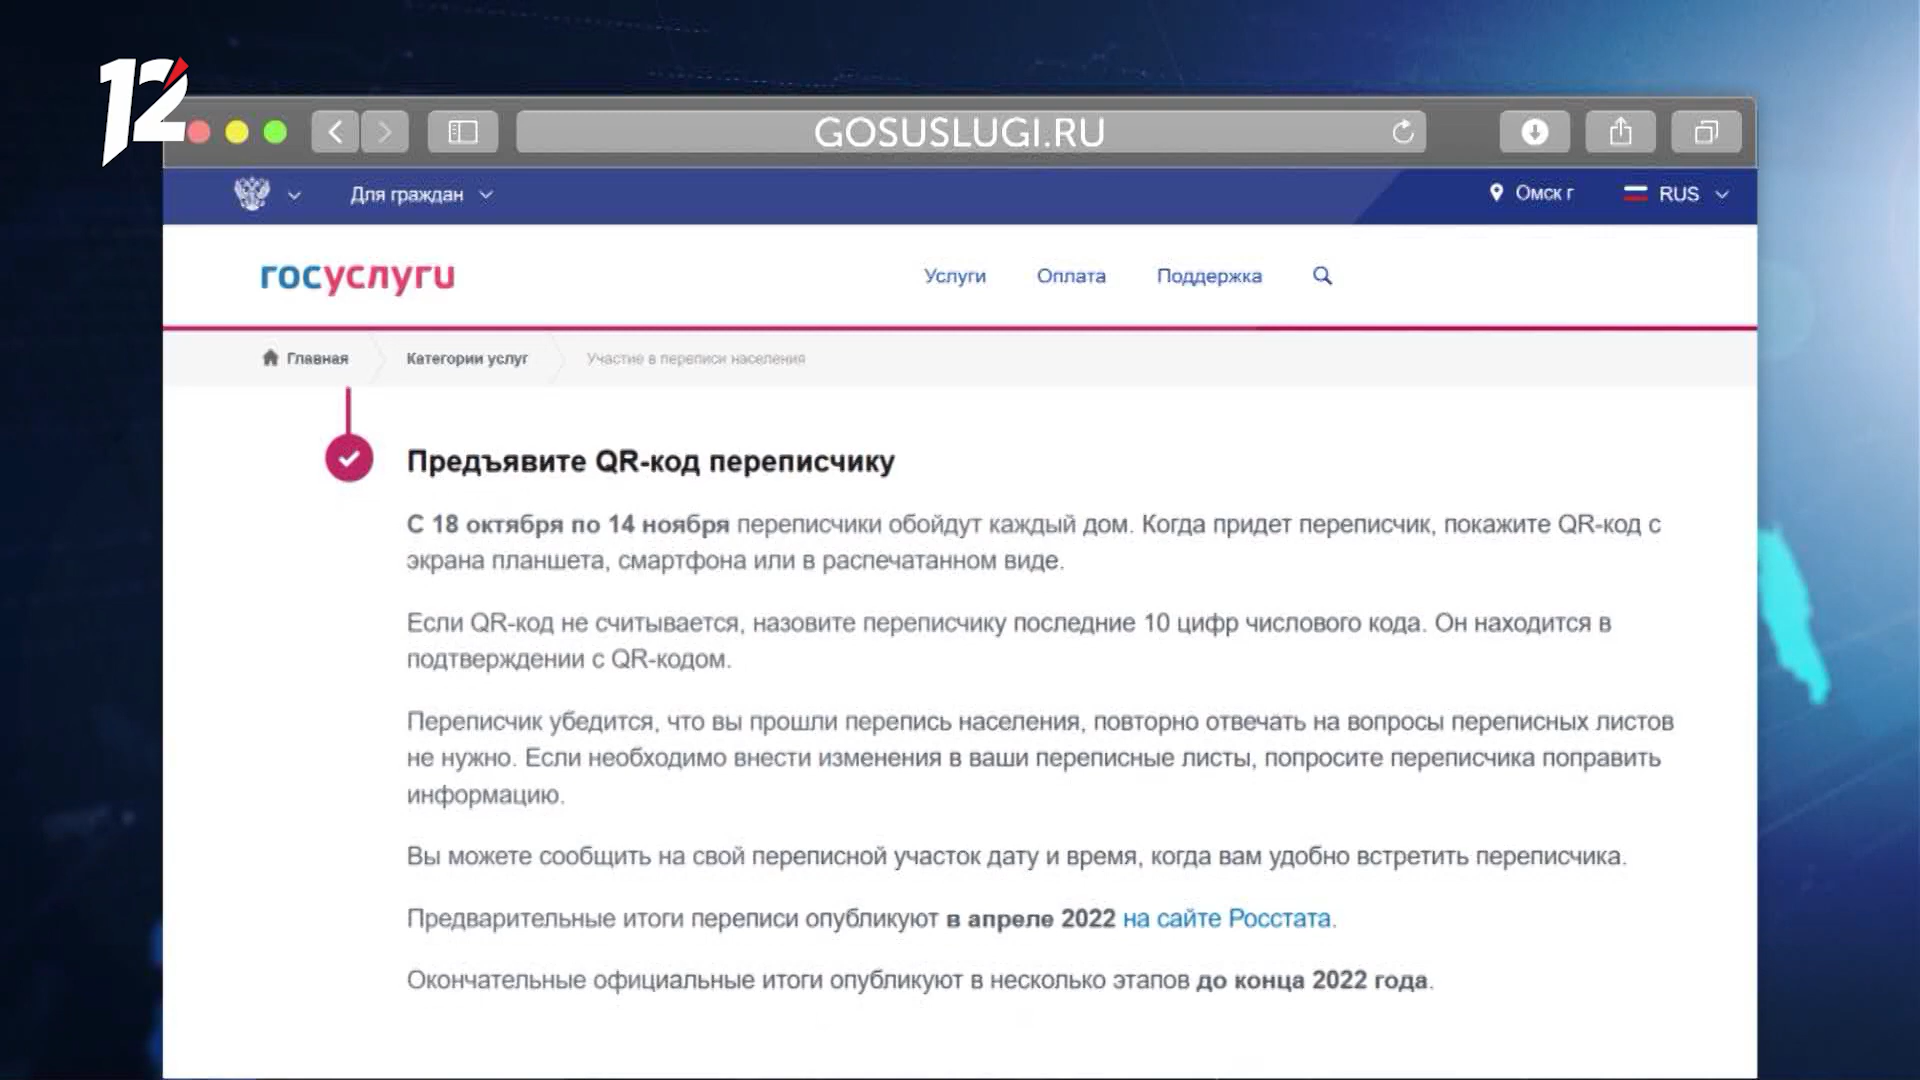 12
GOSUSLUGI.RU
Для граждан
Омск г
RUS
госуслуги
Услуги
Оплата
Поддержка
Главная
Категории услуг
Участие в переписи населения
Предъявите QR-код переписчику
С 18 октября по 14 ноября переписчики обойдут каждый дом. Когда придет переписчик, покажите QR-код с
экрана планшета, смартфона или в распечатанном виде.
Если QR-код не считывается, назовите переписчику последние 10 цифр числового кода. Он находится в
подтверждении с QR-кодом.
Переписчик убедится, что вы прошли перепись населения, повторно отвечать на вопросы переписных листов
не нужно. Если необходимо внести изменения в ваши переписные листы, попросите переписчика поправить
информацию.
Вы можете сообщить на свой переписной участок дату и время, когда вам удобно встретить переписчика.
Предварительные итоги переписи опубликуют в апреле 2022 на сайте Росстата.
Окончательные официальные итоги опубликуют в несколько этапов до конца 2022 года.